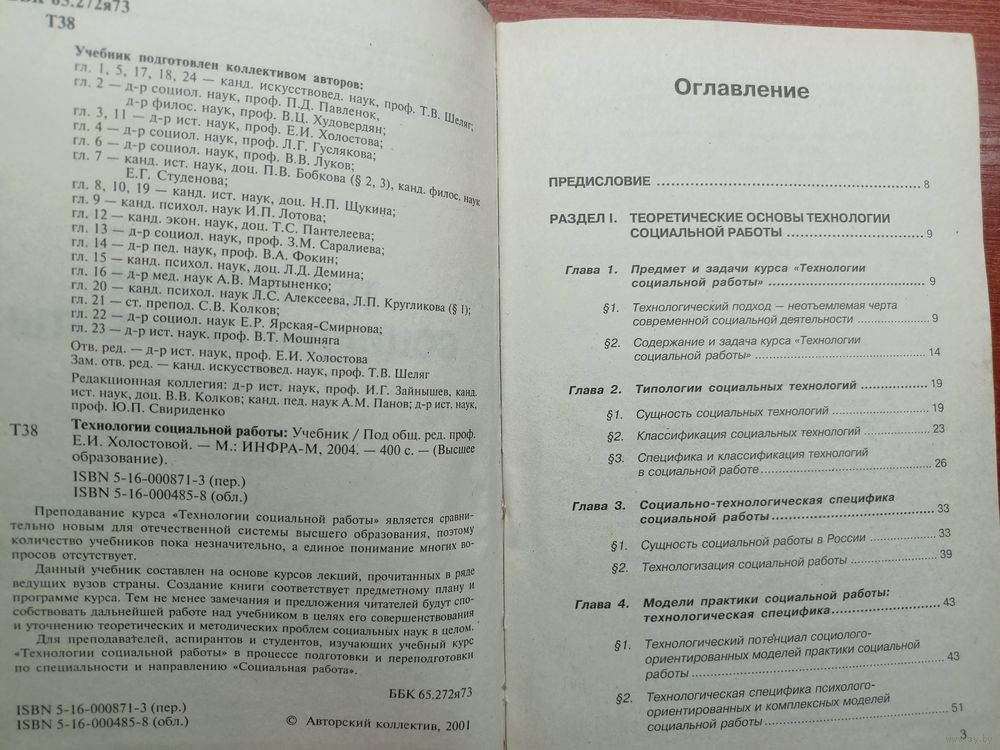 ББК 65.272я73
Т38
Учебник подготовлен коллективом авторов:
гл. 1, 5, 17, 18, 24 — канд. искусствовед. наук, проф. Т.В. Шеляг;
гл. 2 — д-р социол. наук, проф. П.Д. Павленок,
д-р филос. наук, проф. В.Ц. Худовердян;
гл. 3, 11 — д-р ист. наук, проф. Е.И. Холостова;
гл. 4 — д-р социол. наук, проф. Л.Г. Гуслякова;
гл. 6 — д-р социол. наук, проф. В.В. Луков;
гл. 7 — канд. ист. наук, доц. П.В. Бобкова (§ 2, 3), канд. филос. наук
Е.Г. Студенова;
гл. 8, 10, 19 — канд. ист. наук, доц. Н.П. Щукина;
гл. 9 — канд. психол. наук И.П. Лотова;
гл. 12 — канд. экон. наук, доц. Т.С. Пантелеева;
гл. 13 — д-р социол. наук, проф. З.М. Саралиева;
гл. 14 — д-р пед. наук, проф. В.А. Фокин;
гл. 15 — канд. психол. наук, доц. Л.Д. Демина;
гл. 16 — д-р мед. наук А.В. Мартыненко;
гл. 20 — канд. психол. наук Л.С. Алексеева, Л.П. Кругликова (§ 1);
гл. 21 — ст. препод. С.В. Колков;
гл. 22 — д-р социол. наук Е.Р. Ярская-Смирнова;
гл. 23 — д-р ист. наук. проф. В.Т. Мошняга
Отв. ред. — д-р ист. наук, проф. Е.И. Холостова
Зам. отв. ред. — канд. искусствовед. наук, проф. Т.В. Шеляг
Редакционная коллегия: д-р ист. наук, проф. И.Г. Зайнышев, канд.
ист. наук, доц. В.В. Колков; канд. пед. наук А.М. Панов; д-р ист. наук,
проф. Ю.П. Свириденко
Т38 Технологии социальной работы: Учебник / Под общ. ред. проф.
Е.И. Холостовой. — М.: ИНФРА-М, 2004. — 400 с. — (Высшее
образование).
ISBN 5-16-000871-3 (пер.)
ISBN 5-16-000485-8 (обл.)
Преподавание курса «Технологии социальной работы» является сравни-
тельно новым для отечественной системы высшего образования, поэтому
количество учебников пока незначительно, а единое понимание многих во-
просов отсутствует.
Данный учебник составлен на основе курсов лекций, прочитанных в ряде
ведущих вузов страны. Создание книги соответствует предметному плану и
программе курса. Тем не менее замечания и предложения читателей будут спо-
собствовать дальнейшей работе над учебником в целях его совершенствования
и уточнению теоретических и методических проблем социальных наук в целом.
Для преподавателей, аспирантов и студентов, изучающих учебный курс
«Технологии социальной работы» в процессе подготовки и переподготовки
по специальности и направлению «Социальная работа».
ББК 65.272я73
ISBN 5-16-000871-3 (пер.)
ISBN 5-16-000485-8 (обл.)
© Авторский коллектив, 2001
Оглавление
ПРЕДИСЛОВИЕ ........ 8
РАЗДЕЛ I. ТЕОРЕТИЧЕСКИЕ ОСНОВЫ ТЕХНОЛОГИИ
СОЦИАЛЬНОЙ РАБОТЫ ........ 9
Глава 1. Предмет и задачи курса «Технологии
социальной работы» ........ 9
§1. Технологический подход — неотъемлемая черта
современной социальной деятельности ........ 9
§2. Содержание и задача курса «Технологии
социальной работы» ........ 14
Глава 2. Типологии социальных технологий ........ 19
§1. Сущность социальных технологий ........ 19
§2. Классификация социальных технологий ........ 23
§3. Специфика и классификация технологий
в социальной работе ........ 26
Глава 3. Социально-технологическая специфика
социальной работы ........ 33
§1. Сущность социальной работы в России ........ 33
§2. Технологизация социальной работы ........ 39
Глава 4. Модели практики социальной работы:
технологическая специфика ........ 43
§1. Технологический потенциал социолого-
ориентированных моделей практики социальной
работы ........ 43
§2. Технологическая специфика психолого-
ориентированных и комплексных моделей
социальной работы ........ 51
3
www.ay.by